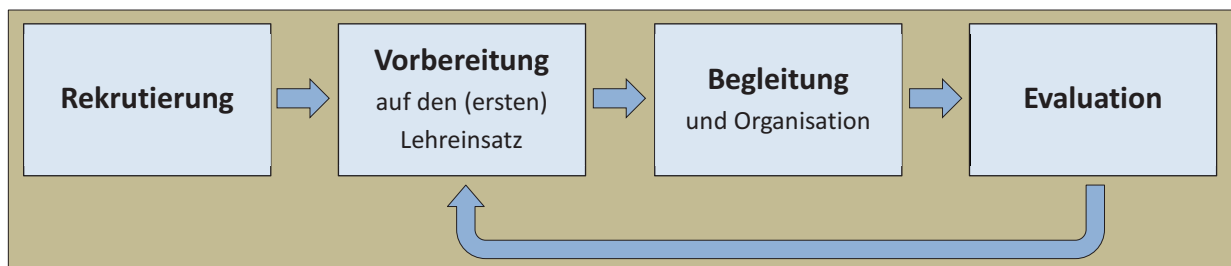 Rekrutierung
Vorbereitung
auf den (ersten)
Lehreinsatz
Begleitung
und Organisation
Evaluation